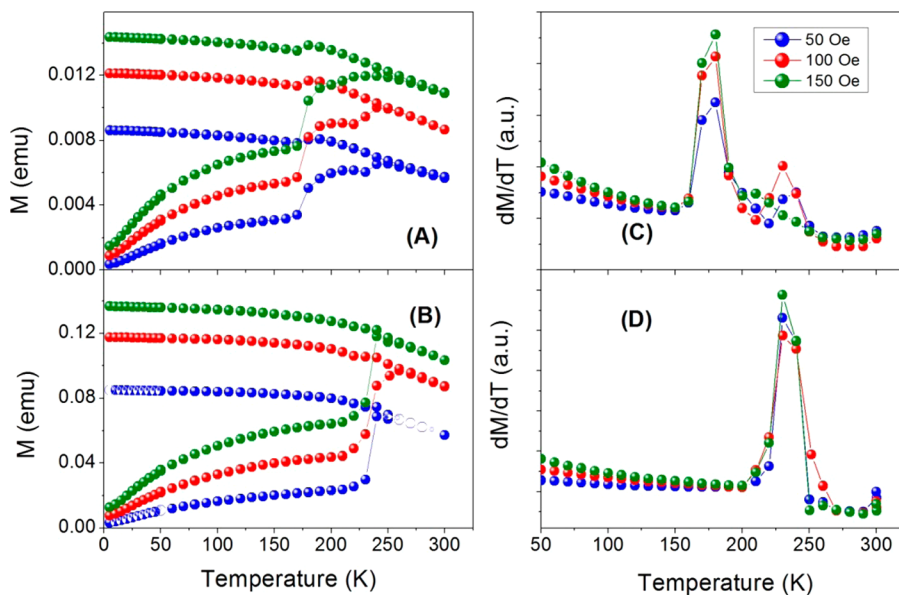 0.012
0.008
0.004
0.000
M (emu)
(A)
50 Oe
100 Oe
150 Oe
dM/dT (a.u.)
(C)
0.12
0.08
0.04
0.00
M (emu)
(B)
0 50 100 150 200 250 300
Temperature (K)
dM/dT (a.u.)
(D)
50 100 150 200 250 300
Temperature (K)